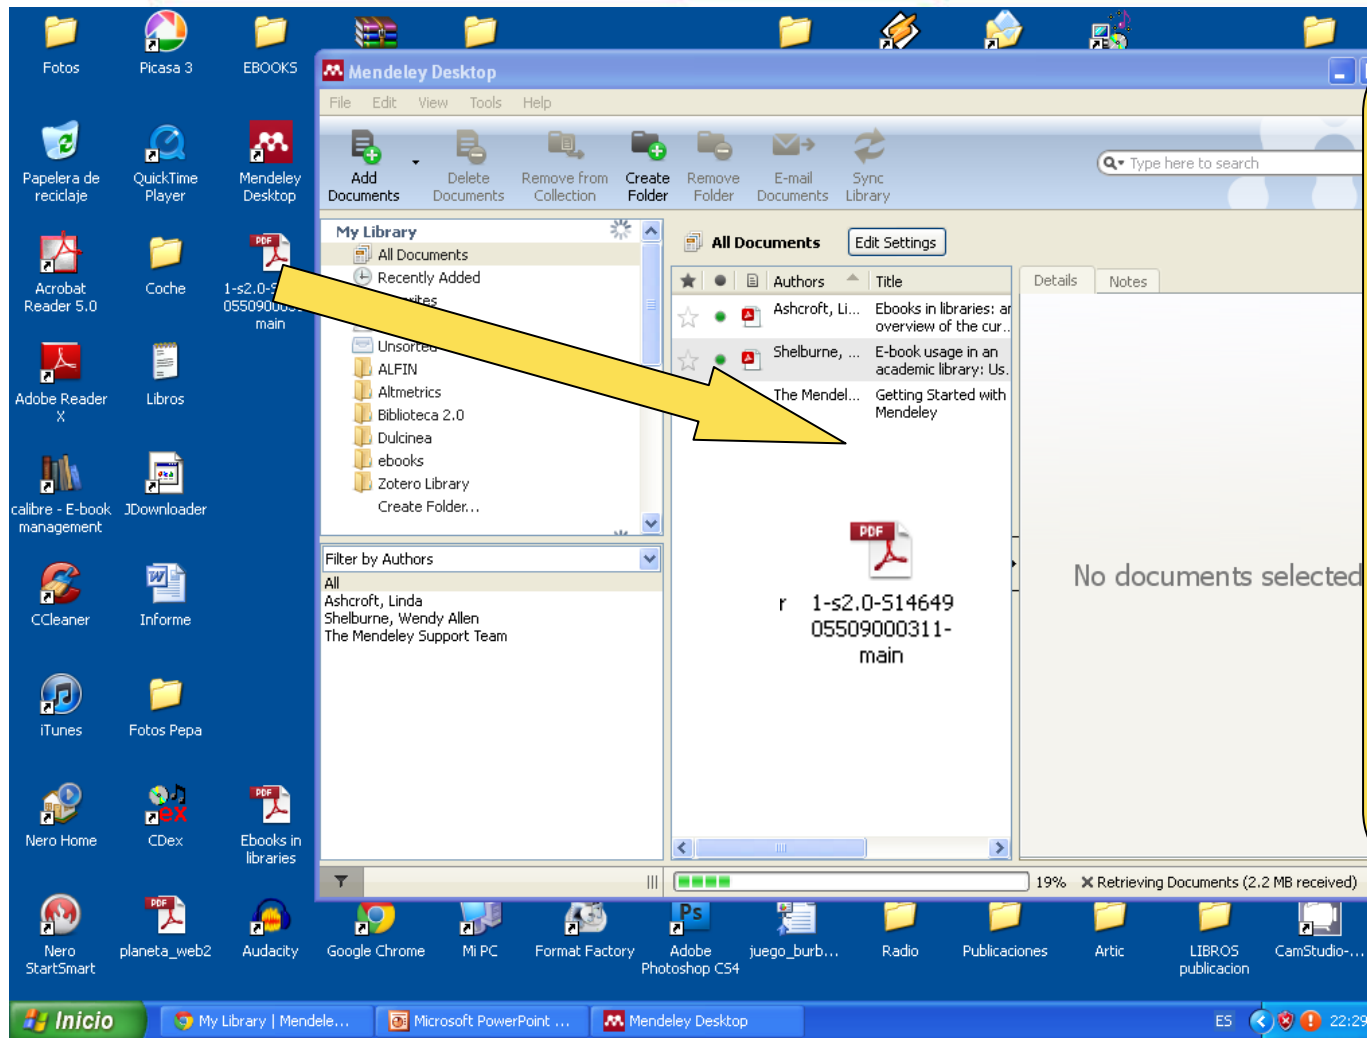 Fotos
Picasa 3
EBOOKS
Mendeley Desktop
File Edit View Tools Help
Papelera de
reciclaje
QuickTime
Player
Mendeley
Desktop
Add
Documents
Delete
Documents
Remove from
Collection
Create
Folder
Remove
Folder
E-mail
Documents
Sync
Library
Type here to search
My Library
All Documents
Recently Added
Unsorted
ALFIN
Altmetrics
Biblioteca 2.0
Dulcinea
ebooks
Zotero Library
Create Folder...
All Documents
Edit Settings
Authors
Title
Ashcroft, Li...
Ebooks in libraries: an
overview of the cur..
Shelburne, ...
E-book usage in an
academic library: Us.
The Mendel...
Getting Started with
Mendeley
Details
Notes
No documents selected
PDF
r 1-s2.0-S14649
05509000311-
main
Filter by Authors
All
Ashcroft, Linda
Shelburne, Wendy Allen
The Mendeley Support Team
19%
Retrieving Documents (2.2 MB received)
Acrobat
Reader 5.0
Coche
PDF
main
Adobe Reader
X
Libros
calibre - E-book
management
JDownloader
CCleaner
Informe
iTunes
Fotos Pepa
Nero Home
CDex
PDF
Ebooks in
libraries
Nero
StartSmart
PDF
planeta_web2
Audacity
Google Chrome
Mi PC
Format Factory
Ps
Adobe
Photoshop CS4
juego_burb...
Radio
Publicaciones
Artic
LIBROS
publicacion
CamStudio-...
Inicio
My Library | Mendele...
Microsoft PowerPoint ...
Mendeley Desktop
ES
22:29